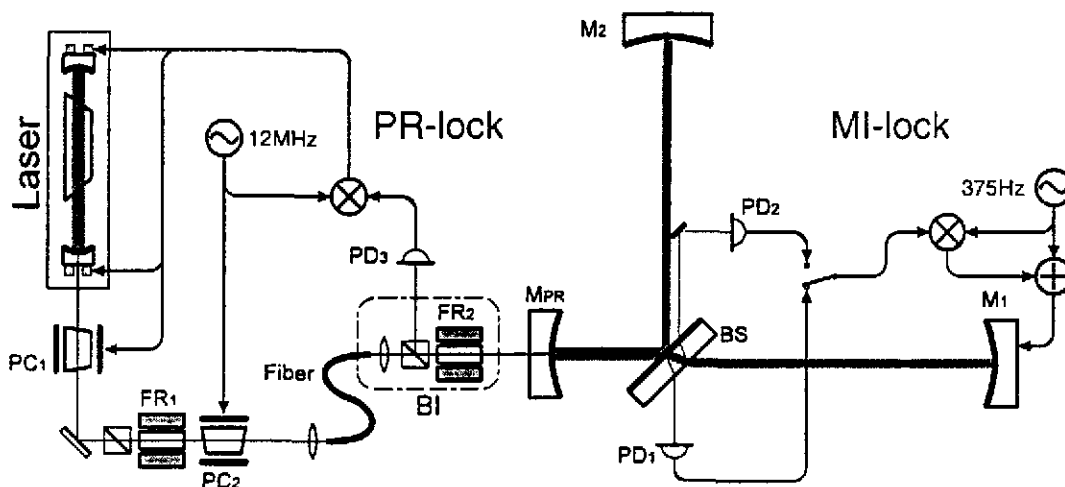 M2
Laser
12MHz
PR-lock
MI-lock
375Hz
PD2
PD3
MPR
M1
FR2
BS
PC1
Fiber
BI
FR1
PD1
PC2